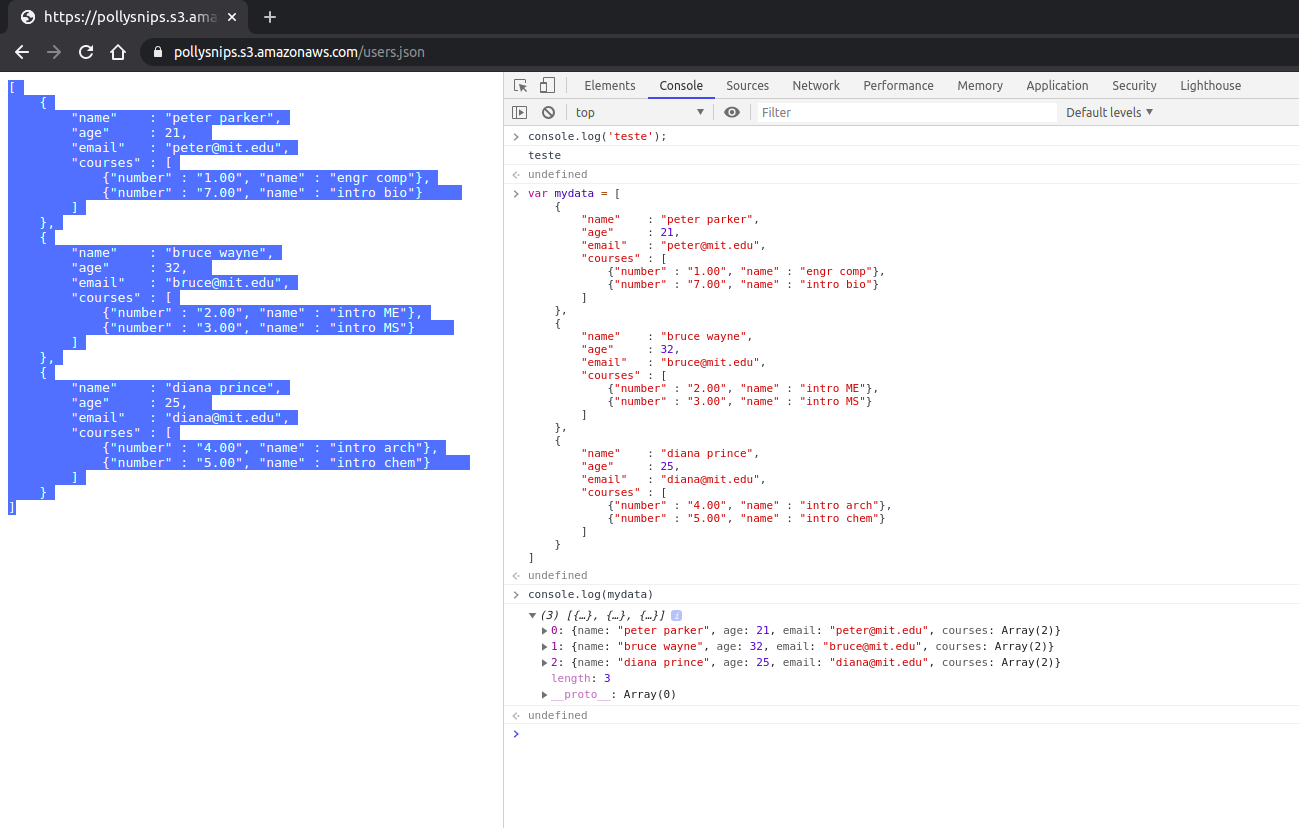 https://pollysnips.s3.ama
pollysnips.s3.amazonaws.com/users.json
[
    {
        "name"    : "peter parker",
        "age"     : 21,
        "email"   : "peter@mit.edu",
        "courses" : [
            {"number" : "1.00", "name" : "engr comp"},
            {"number" : "7.00", "name" : "intro bio"}
        ]
    },
    {
        "name"    : "bruce wayne",
        "age"     : 32,
        "email"   : "bruce@mit.edu",
        "courses" : [
            {"number" : "2.00", "name" : "intro ME"},
            {"number" : "3.00", "name" : "intro MS"}
        ]
    },
    {
        "name"    : "diana prince",
        "age"     : 25,
        "email"   : "diana@mit.edu",
        "courses" : [
            {"number" : "4.00", "name" : "intro arch"},
            {"number" : "5.00", "name" : "intro chem"}
        ]
    }
]
Elements Console Sources Network Performance Memory Application Security Lighthouse
top Filter Default levels
console.log('teste');
teste
undefined
var mydata = [
    {
        "name"    : "peter parker",
        "age"     : 21,
        "email"   : "peter@mit.edu",
        "courses" : [
            {"number" : "1.00", "name" : "engr comp"},
            {"number" : "7.00", "name" : "intro bio"}
        ]
    },
    {
        "name"    : "bruce wayne",
        "age"     : 32,
        "email"   : "bruce@mit.edu",
        "courses" : [
            {"number" : "2.00", "name" : "intro ME"},
            {"number" : "3.00", "name" : "intro MS"}
        ]
    },
    {
        "name"    : "diana prince",
        "age"     : 25,
        "email"   : "diana@mit.edu",
        "courses" : [
            {"number" : "4.00", "name" : "intro arch"},
            {"number" : "5.00", "name" : "intro chem"}
        ]
    }
]
undefined
console.log(mydata)
(3) [{…}, {…}, {…}]
0: {name: "peter parker", age: 21, email: "peter@mit.edu", courses: Array(2)}
1: {name: "bruce wayne", age: 32, email: "bruce@mit.edu", courses: Array(2)}
2: {name: "diana prince", age: 25, email: "diana@mit.edu", courses: Array(2)}
length: 3
__proto__: Array(0)
undefined